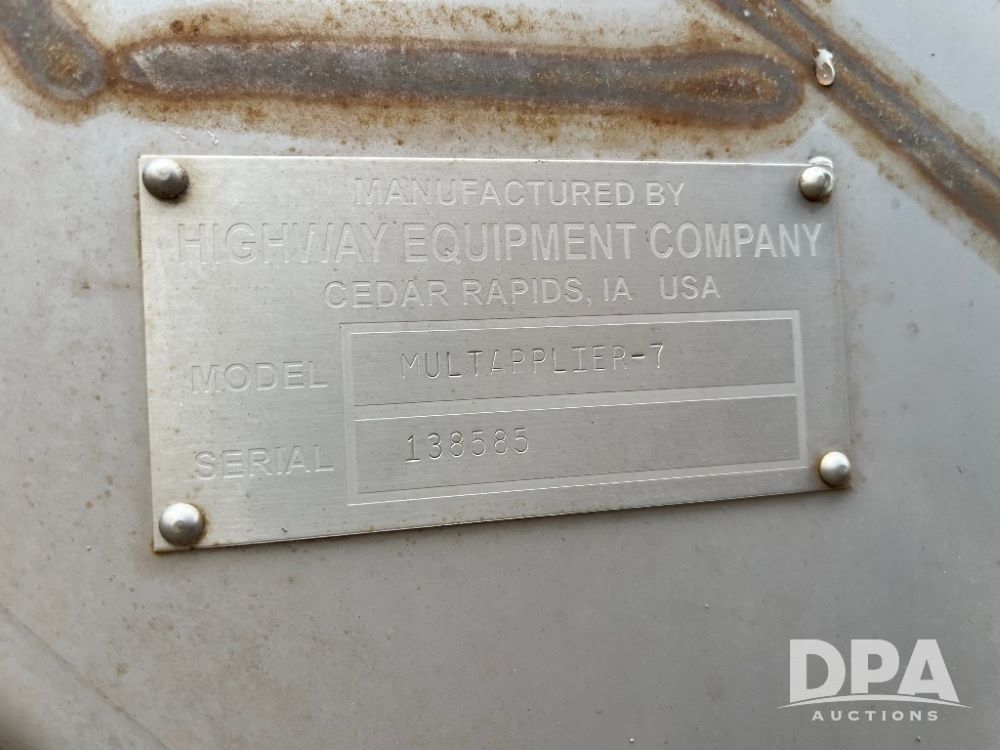 MANUFACTURED BY
HIGHWAY EQUIPMENT COMPANY
CEDAR RAPIDS, IA USA
MODEL MULTAPPLIER-7
SERIAL 138585
DPA
AUCTIONS